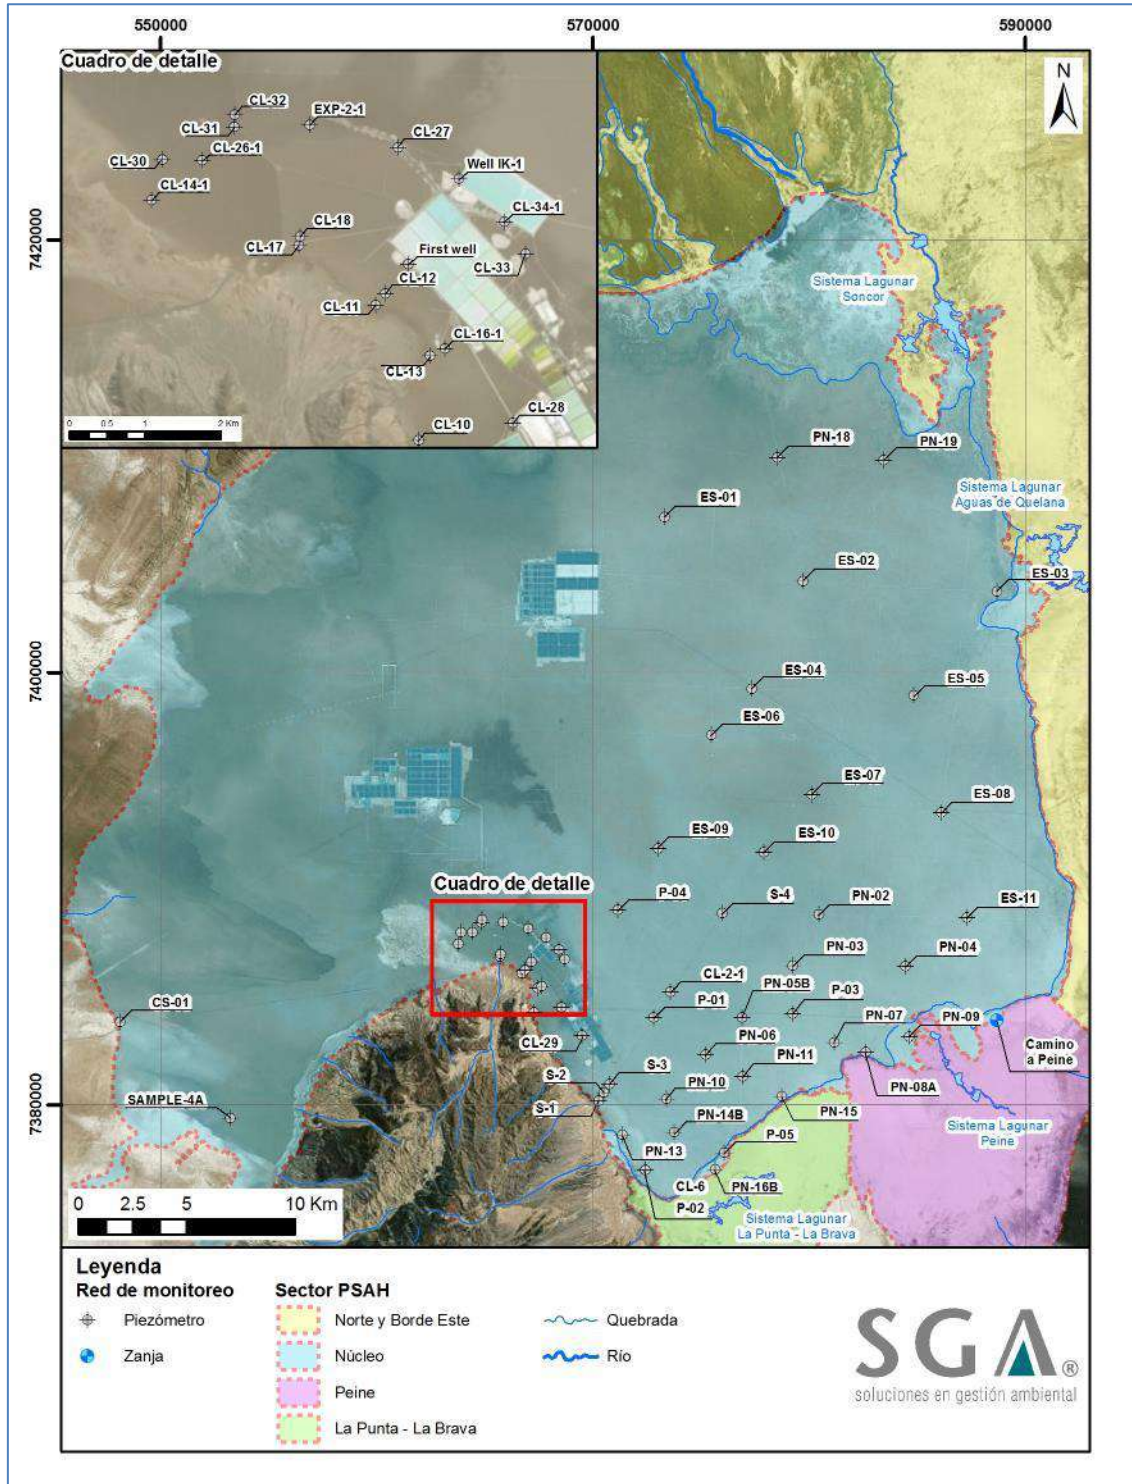 550000
570000
590000
Cuadro de detalle
N
CL-32
EXP-2-1
CL-31
CL-27
CL-30
CL-26-1
Well IK-1
CL-14-1
CL-34-1
CL-18
CL-17
First well
CL-33
CL-12
CL-11
CL-16-1
CL-13
CL-28
CL-10
0 0.5 1 2 Km
7420000
Sistema Lagunar
Soncor
PN-18
PN-19
Sistema Lagunar
Aguas de Quelana
ES-01
ES-02
ES-03
7400000
ES-04
ES-05
ES-06
ES-07
ES-08
ES-09
ES-10
Cuadro de detalle
P-04
S-4
PN-02
ES-11
PN-03
PN-04
CL-2-1
PN-05B
P-03
P-01
CS-01
PN-07
PN-09
Camino
a Peine
CL-29
PN-06
PN-11
PN-08A
S-3
S-2
PN-10
SAMPLE-4A
S-1
7380000
PN-14B
PN-15
Sistema Lagunar
Peine
P-05
PN-13
CL-6
PN-16B
P-02
Sistema Lagunar
La Punta - La Brava
0 2.5 5 10 Km
Leyenda
Red de monitoreo
Piezómetro
Zanja
Sector PSAH
Norte y Borde Este
Núcleo
Peine
La Punta - La Brava
Quebrada
Río
SGA®
soluciones en gestión ambiental